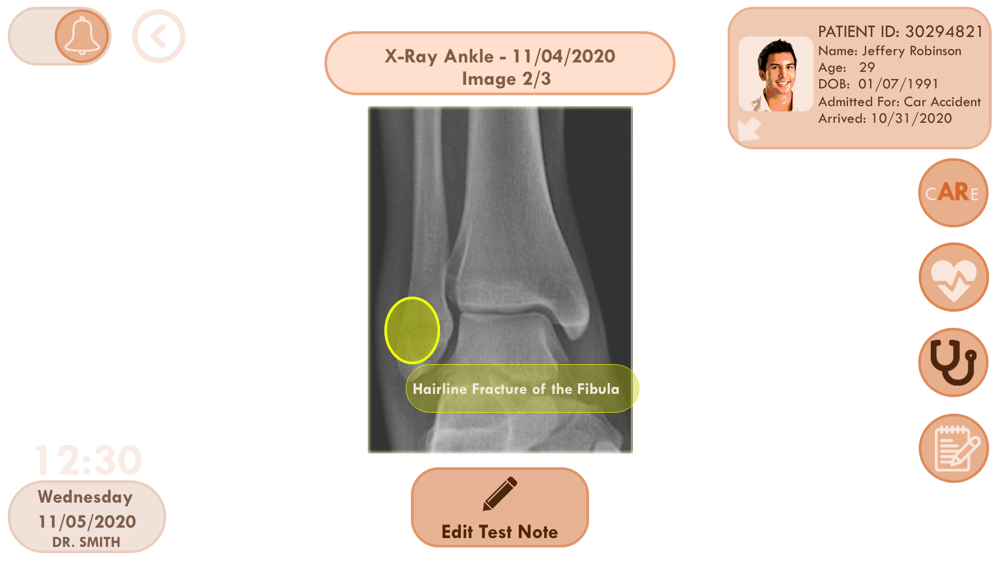 X-Ray Ankle - 11/04/2020
Image 2/3
PATIENT ID: 30294821
Name: Jeffery Robinson
Age: 29
DOB: 01/07/1991
Admitted For: Car Accident
Arrived: 10/31/2020
CARE
Hairline Fracture of the Fibula
12:30
Wednesday
11/05/2020
DR. SMITH
Edit Test Note